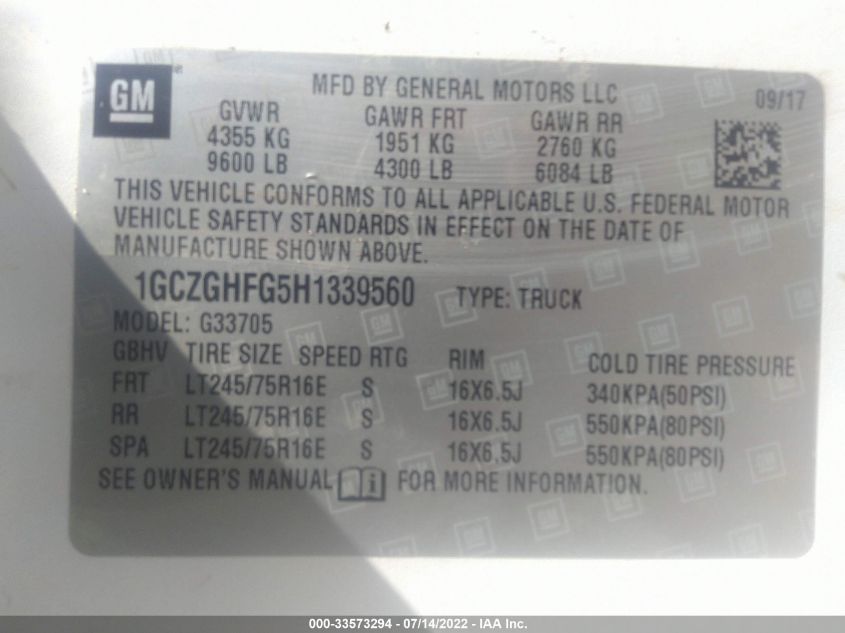 GM
MFD BY GENERAL MOTORS LLC
09/17
GVWR GAWR FRT GAWR RR
4355 KG 1951 KG 2760 KG
9600 LB 4300 LB 6084 LB
THIS VEHICLE CONFORMS TO ALL APPLICABLE U.S. FEDERAL MOTOR
VEHICLE SAFETY STANDARDS IN EFFECT ON THE DATE OF
MANUFACTURE SHOWN ABOVE.
1GCZGHFG5H1339560 TYPE: TRUCK
MODEL: G33705
GBHV TIRE SIZE SPEED RTG RIM COLD TIRE PRESSURE
FRT LT245/75R16E S 16X6.5J 340KPA(50PSI)
RR LT245/75R16E S 16X6.5J 550KPA(80PSI)
SPA LT245/75R16E S 16X6.5J 550KPA(80PSI)
SEE OWNER'S MANUAL FOR MORE INFORMATION.
000-33573294 - 07/14/2022 - IAA Inc.